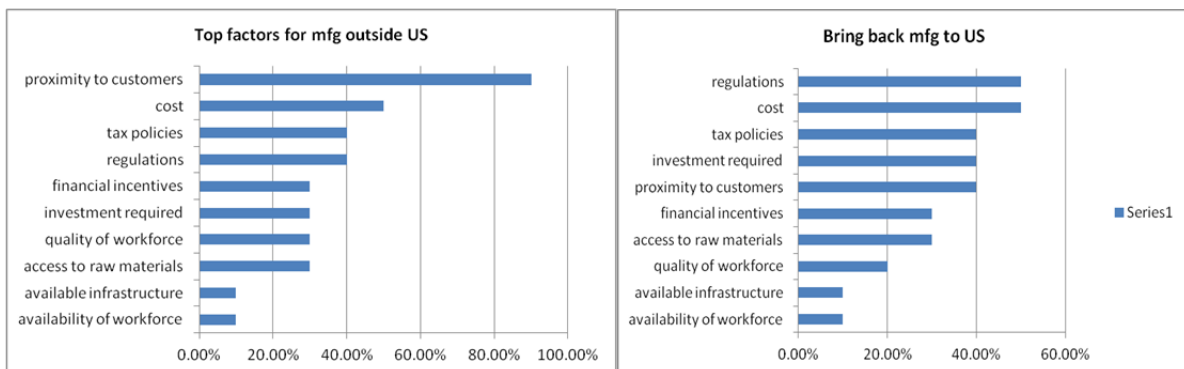 Top factors for mfg outside US
proximity to customers
cost
tax policies
regulations
financial incentives
investment required
quality of workforce
access to raw materials
available infrastructure
availability of workforce
0.00% 20.00% 40.00% 60.00% 80.00% 100.00%
Bring back mfg to US
regulations
cost
tax policies
investment required
proximity to customers
financial incentives
access to raw materials
quality of workforce
available infrastructure
availability of workforce
0.00% 20.00% 40.00% 60.00%
Series1